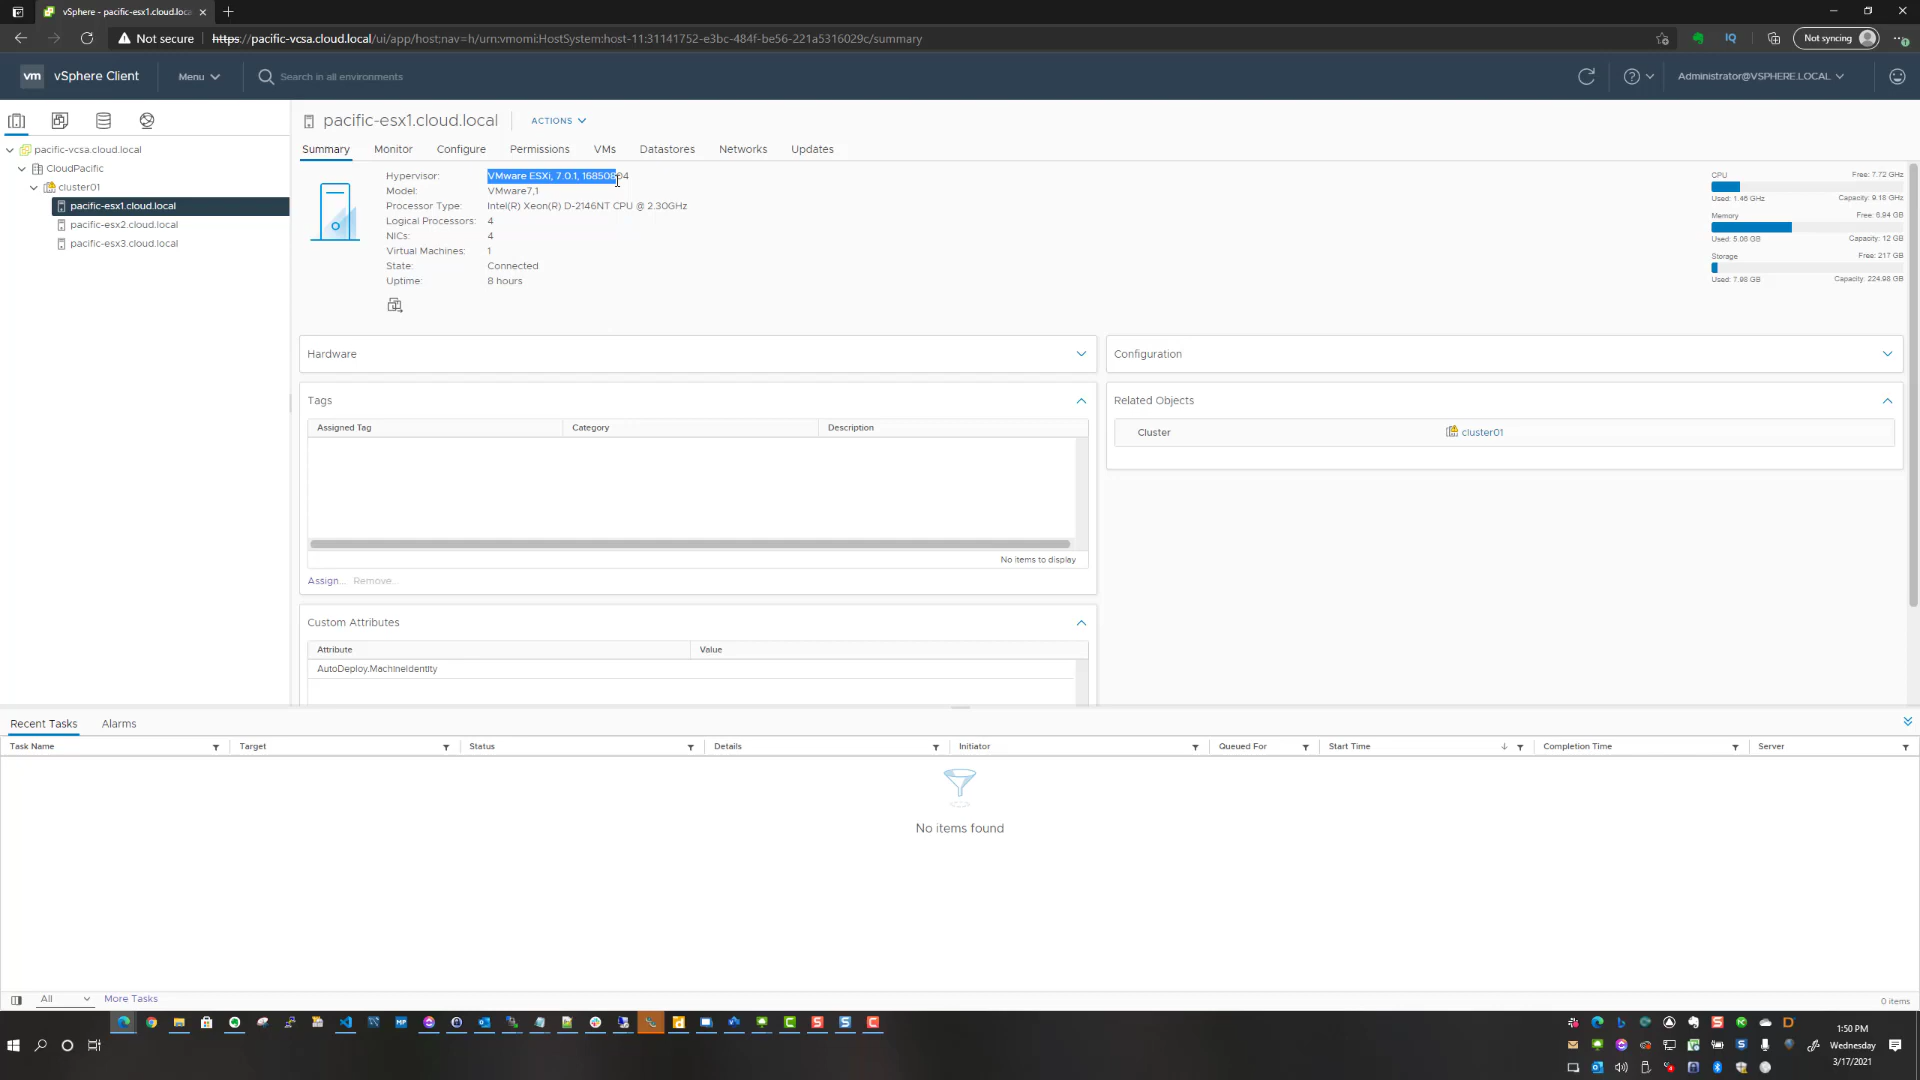 vSphere - pacific-esx1.cloud.loca
Not secure
https://pacific-vcsa.cloud.local/ui/app/host;nav=h/urn:vmomi:HostSystem:host-11:31141752-e3bc-484f-be56-221a5316029c/summary
Not syncing
vm vSphere Client Menu Search in all environments Administrator@VSPHERE.LOCAL
pacific-vcsa.cloud.local
CloudPacific
cluster01
pacific-esx1.cloud.local
pacific-esx2.cloud.local
pacific-esx3.cloud.local
pacific-esx1.cloud.local ACTIONS
Summary Monitor Configure Permissions VMs Datastores Networks Updates
Hypervisor: VMware ESXi, 7.0.1, 16850804
Model: VMware7,1
Processor Type: Intel(R) Xeon(R) D-2146NT CPU @ 2.30GHz
Logical Processors: 4
NICs: 4
Virtual Machines: 1
State: Connected
Uptime: 8 hours
CPU Free: 7.72 GHz
Used: 1.46 GHz Capacity: 9.18 GHz
Memory Free: 6.94 GB
Used: 5.06 GB Capacity: 12 GB
Storage Free: 217 GB
Used: 7.98 GB Capacity: 224.98 GB
Hardware
Configuration
Tags
Assigned Tag Category Description
No items to display
Assign... Remove...
Related Objects
Cluster cluster01
Custom Attributes
Attribute Value
AutoDeploy.MachineIdentity
Recent Tasks Alarms
Task Name Target Status Details Initiator Queued For Start Time Completion Time Server
No items found
All More Tasks
0 items
1:50 PM
Wednesday
3/17/2021